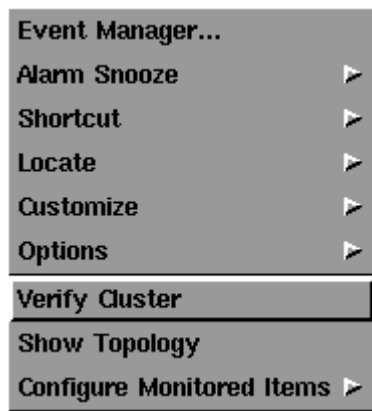 Event Manager...
Alarm Snooze
Shortcut
Locate
Customize
Options
Verify Cluster
Show Topology
Configure Monitored Items